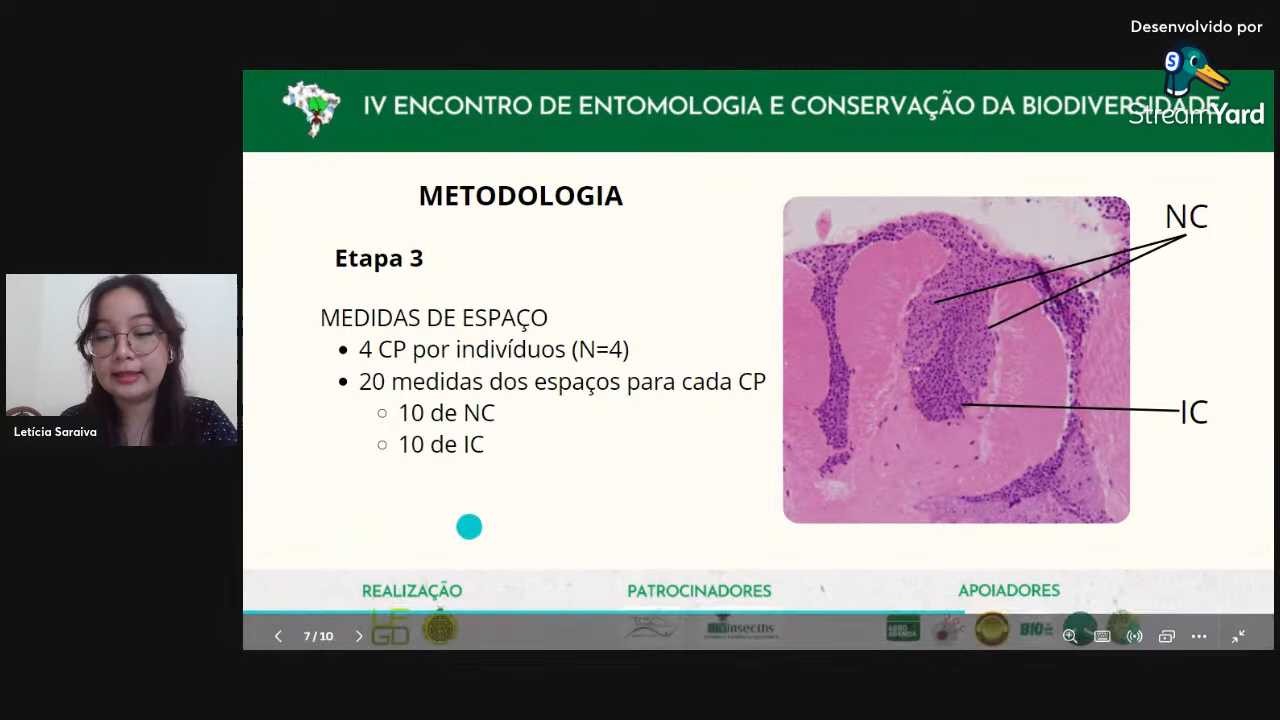 Desenvolvido por
StreamYard
IV ENCONTRO DE ENTOMOLOGIA E CONSERVAÇÃO DA BIODIVERSIDADE
METODOLOGIA
Etapa 3
MEDIDAS DE ESPAÇO
• 4 CP por indivíduos (N=4)
• 20 medidas dos espaços para cada CP
○ 10 de NC
○ 10 de IC
NC
IC
Letícia Saraiva
REALIZAÇÃO
PATROCINADORES
APOIADORES
7/10